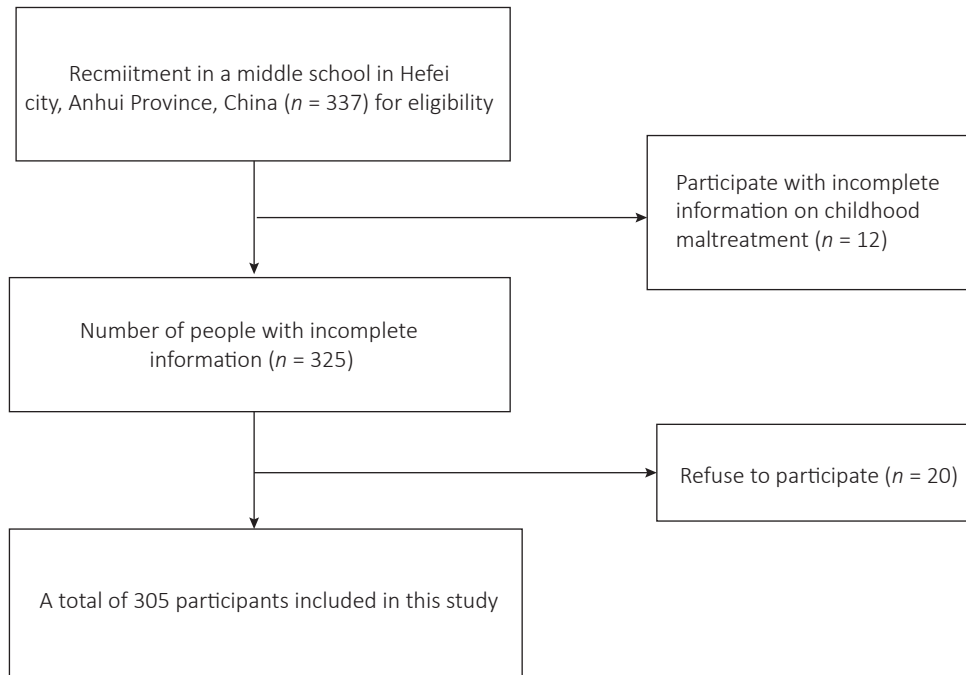 Recmiitment in a middle school in Hefei
city, Anhui Province, China (n = 337) for eligibility
Participate with incomplete
information on childhood
maltreatment (n = 12)
Number of people with incomplete
information (n = 325)
Refuse to participate (n = 20)
A total of 305 participants included in this study